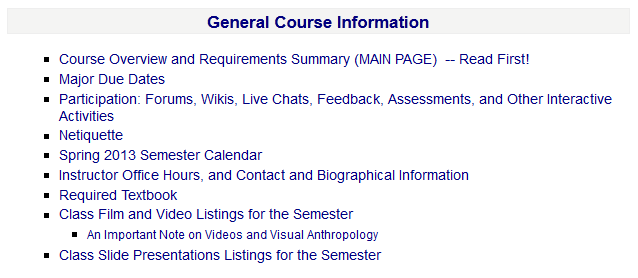 General Course Information
Course Overview and Requirements Summary (MAIN PAGE)  -- Read First!
Major Due Dates
Participation: Forums, Wikis, Live Chats, Feedback, Assessments, and Other Interactive
Activities
Netiquette
Spring 2013 Semester Calendar
Instructor Office Hours, and Contact and Biographical Information
Required Textbook
Class Film and Video Listings for the Semester
An Important Note on Videos and Visual Anthropology
Class Slide Presentations Listings for the Semester